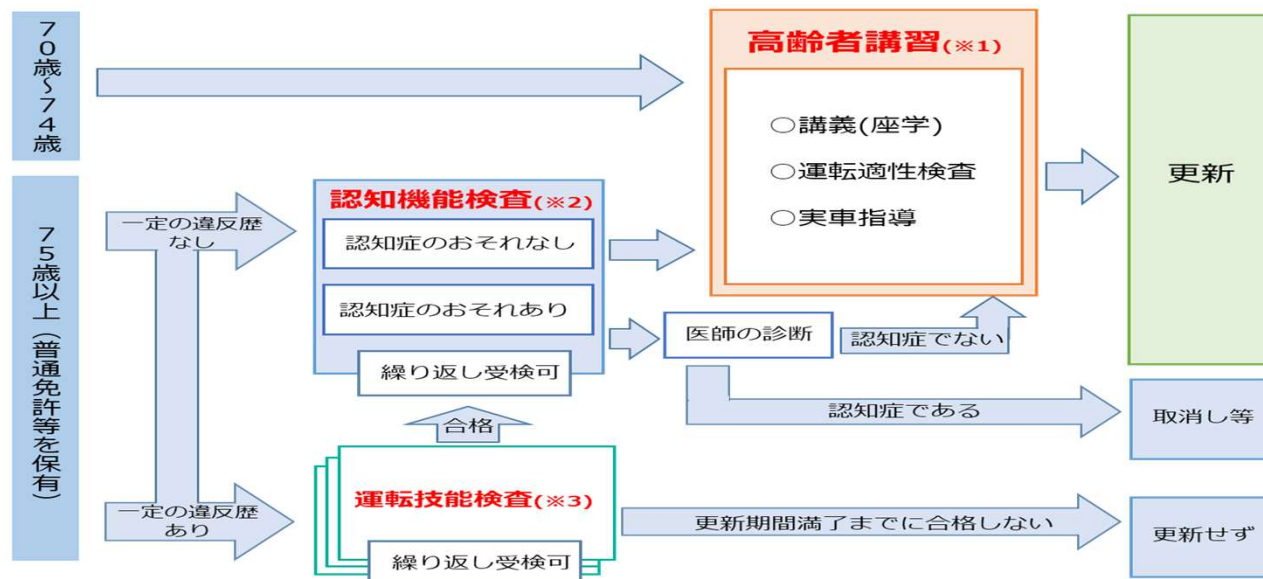 70歳～74歳
高齢者講習(※1)
○講義(座学)
○運転適性検査
○実車指導
更新
75歳以上(普通免許等を保有)
一定の違反歴
なし
認知機能検査(※2)
認知症のおそれなし
認知症のおそれあり
繰り返し受検可
医師の診断
認知症でない
認知症である
取消し等
合格
一定の違反歴
あり
運転技能検査(※3)
繰り返し受検可
更新期間満了までに合格しない
更新せず